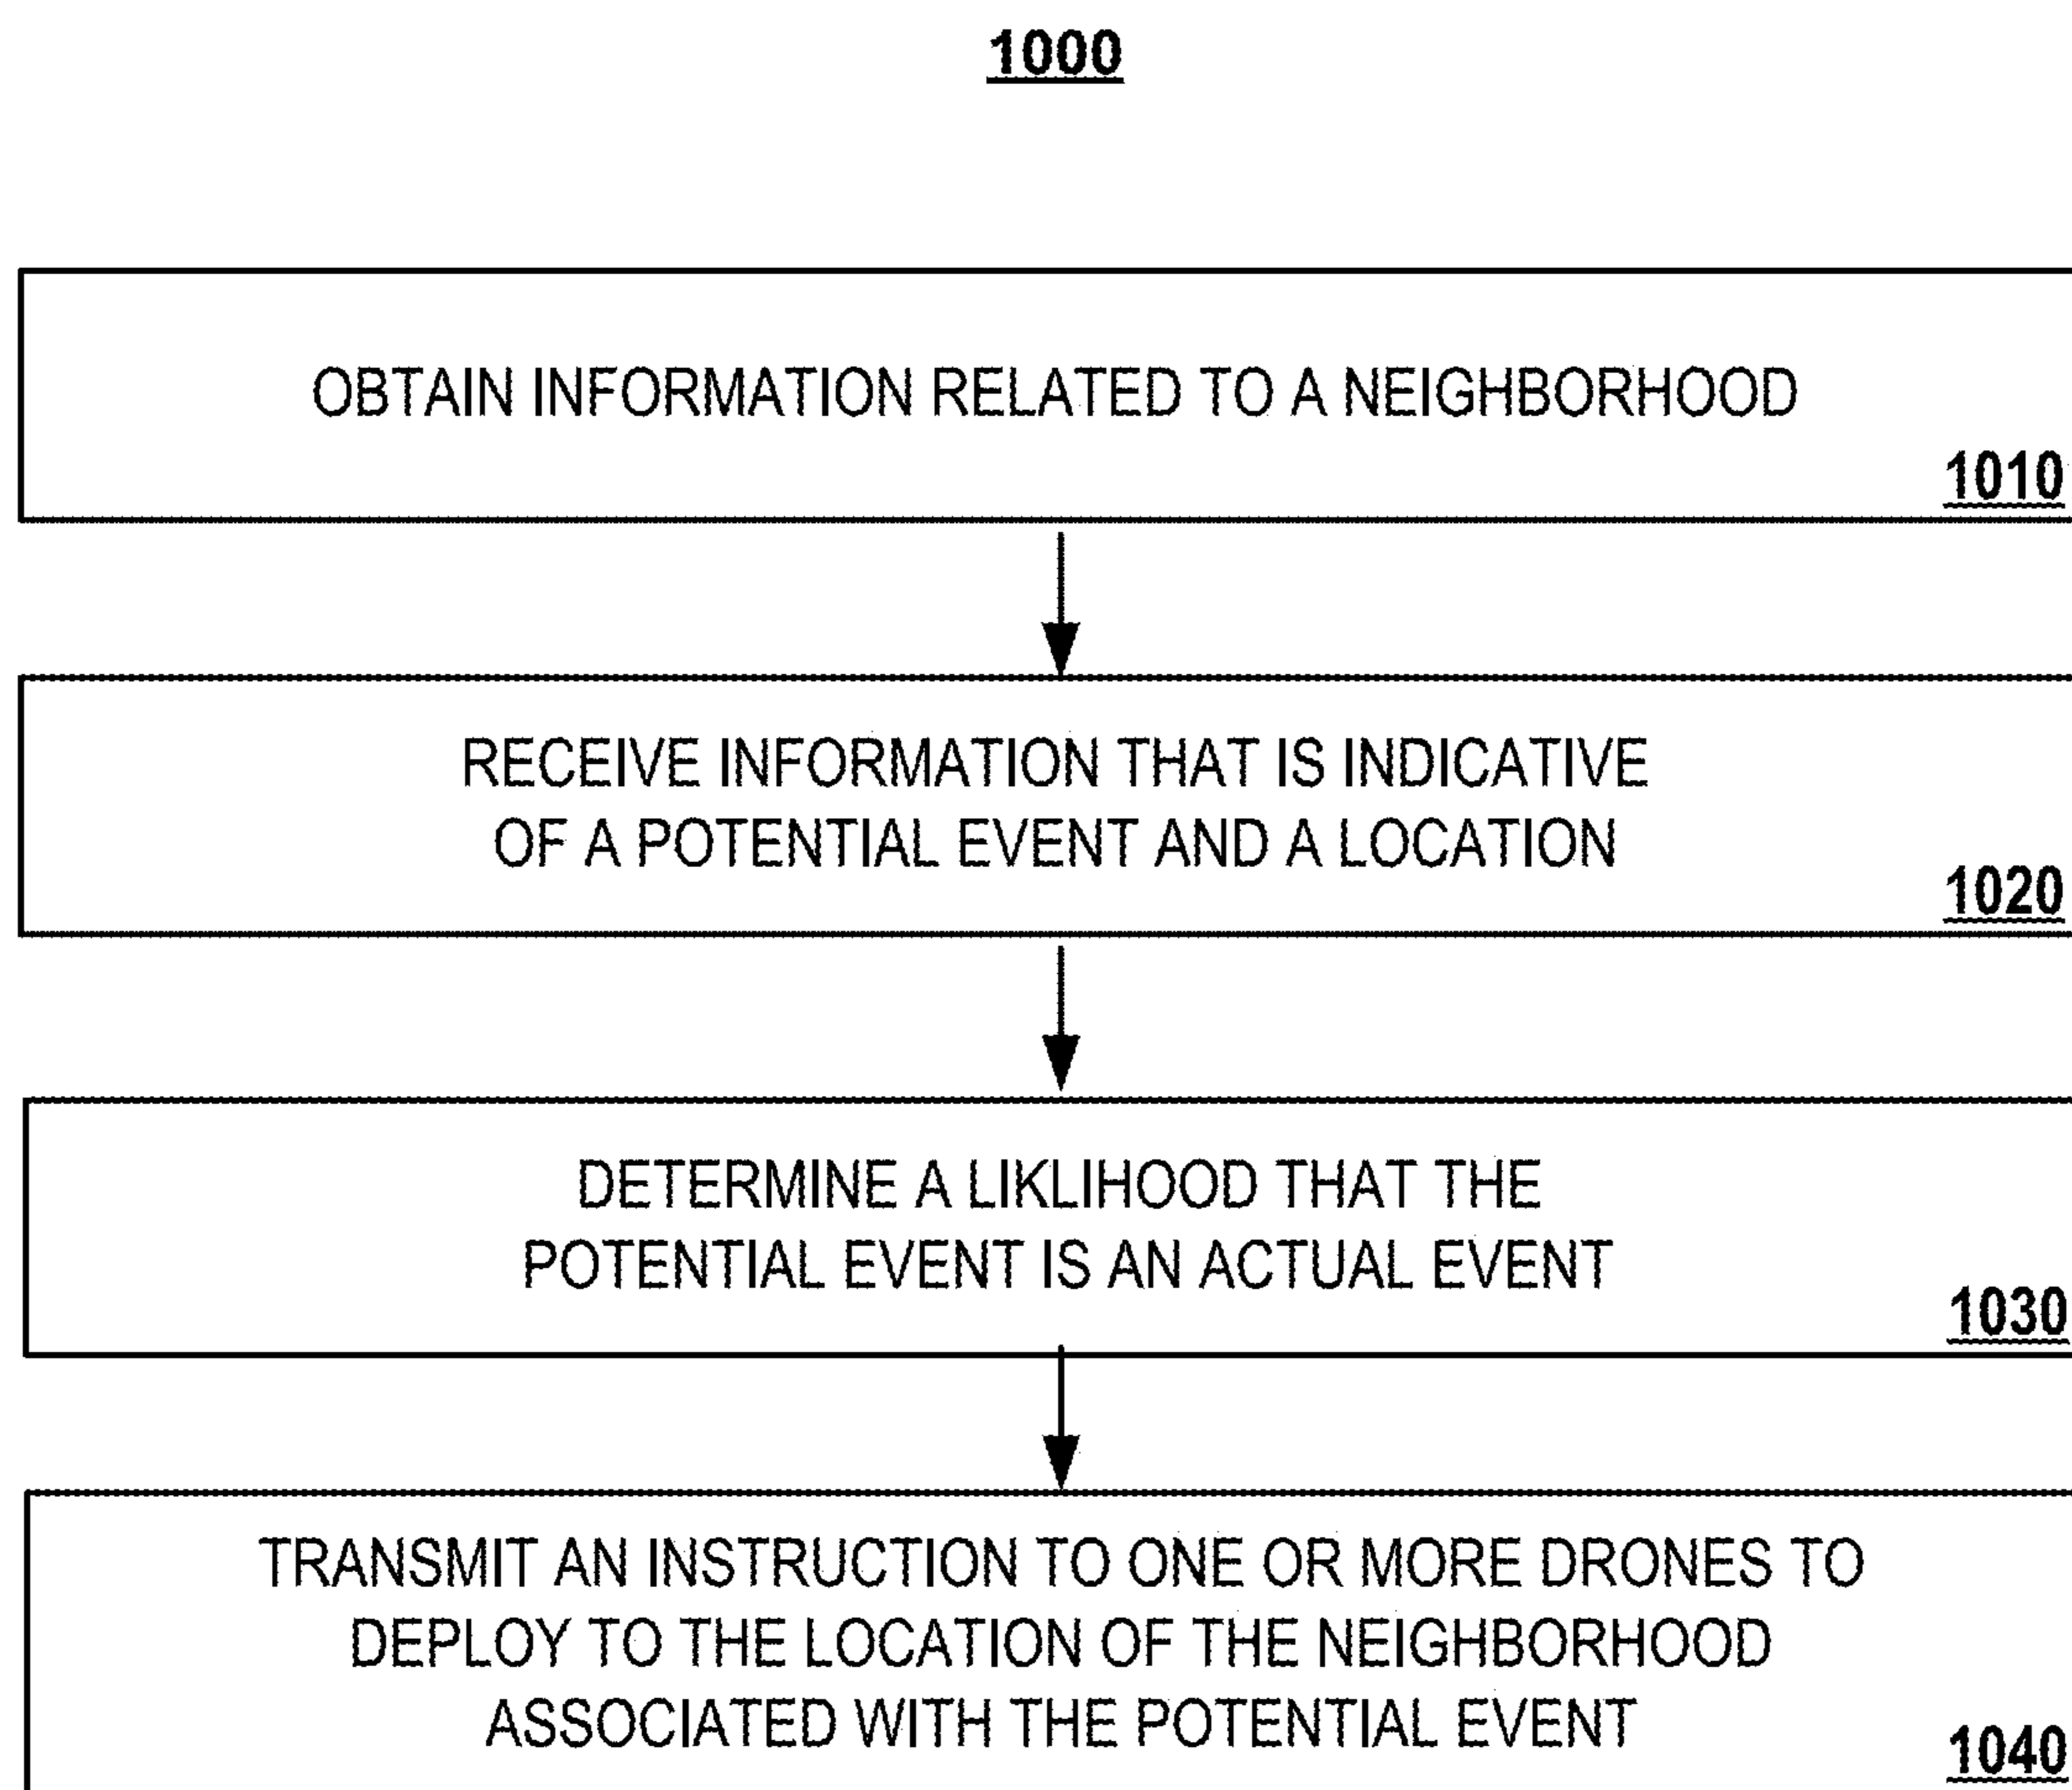 1000
OBTAIN INFORMATION RELATED TO A NEIGHBORHOOD
1010
RECEIVE INFORMATION THAT IS INDICATIVE
OF A POTENTIAL EVENT AND A LOCATION
1020
DETERMINE A LIKLIHOOD THAT THE
POTENTIAL EVENT IS AN ACTUAL EVENT
1030
TRANSMIT AN INSTRUCTION TO ONE OR MORE DRONES TO
DEPLOY TO THE LOCATION OF THE NEIGHBORHOOD
ASSOCIATED WITH THE POTENTIAL EVENT
1040